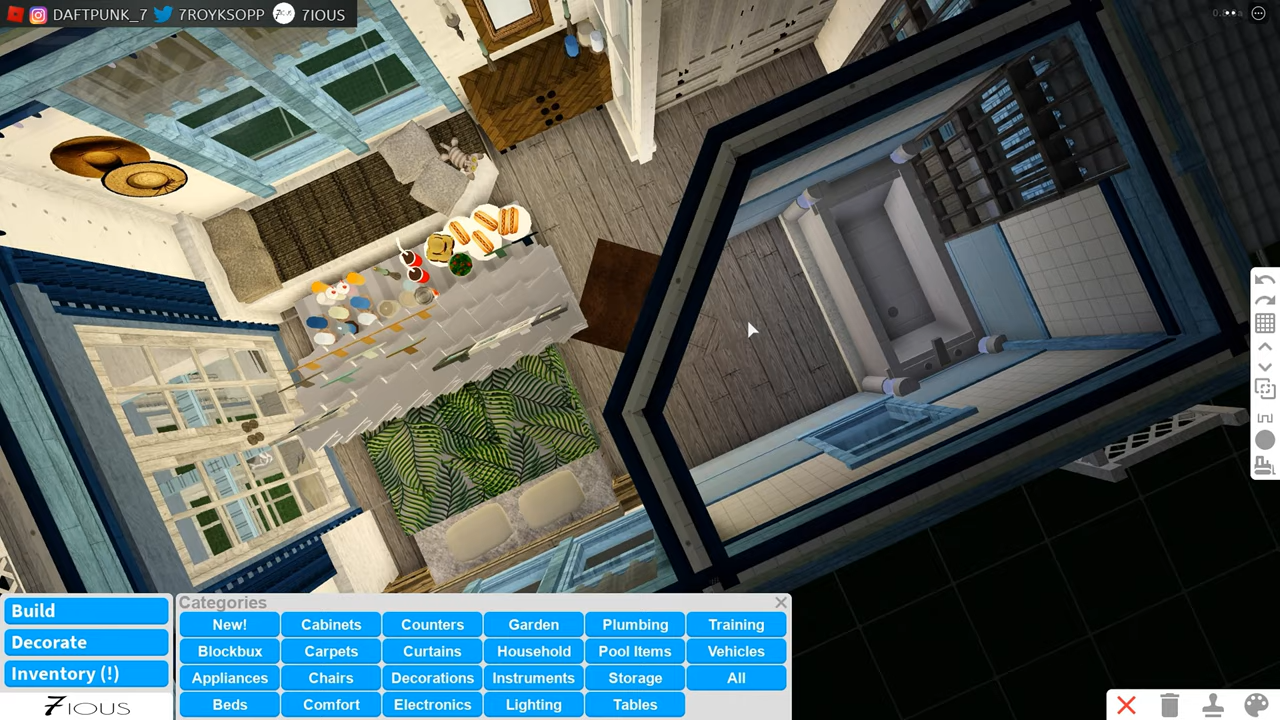 DAFTPUNK_7 7ROYKSOPP 7IOUS
Build
Decorate
Inventory (!)
7IOUS
Categories
New! Cabinets Counters Garden Plumbing Training
Blockbux Carpets Curtains Household Pool Items Vehicles
Appliances Chairs Decorations Instruments Storage All
Beds Comfort Electronics Lighting Tables